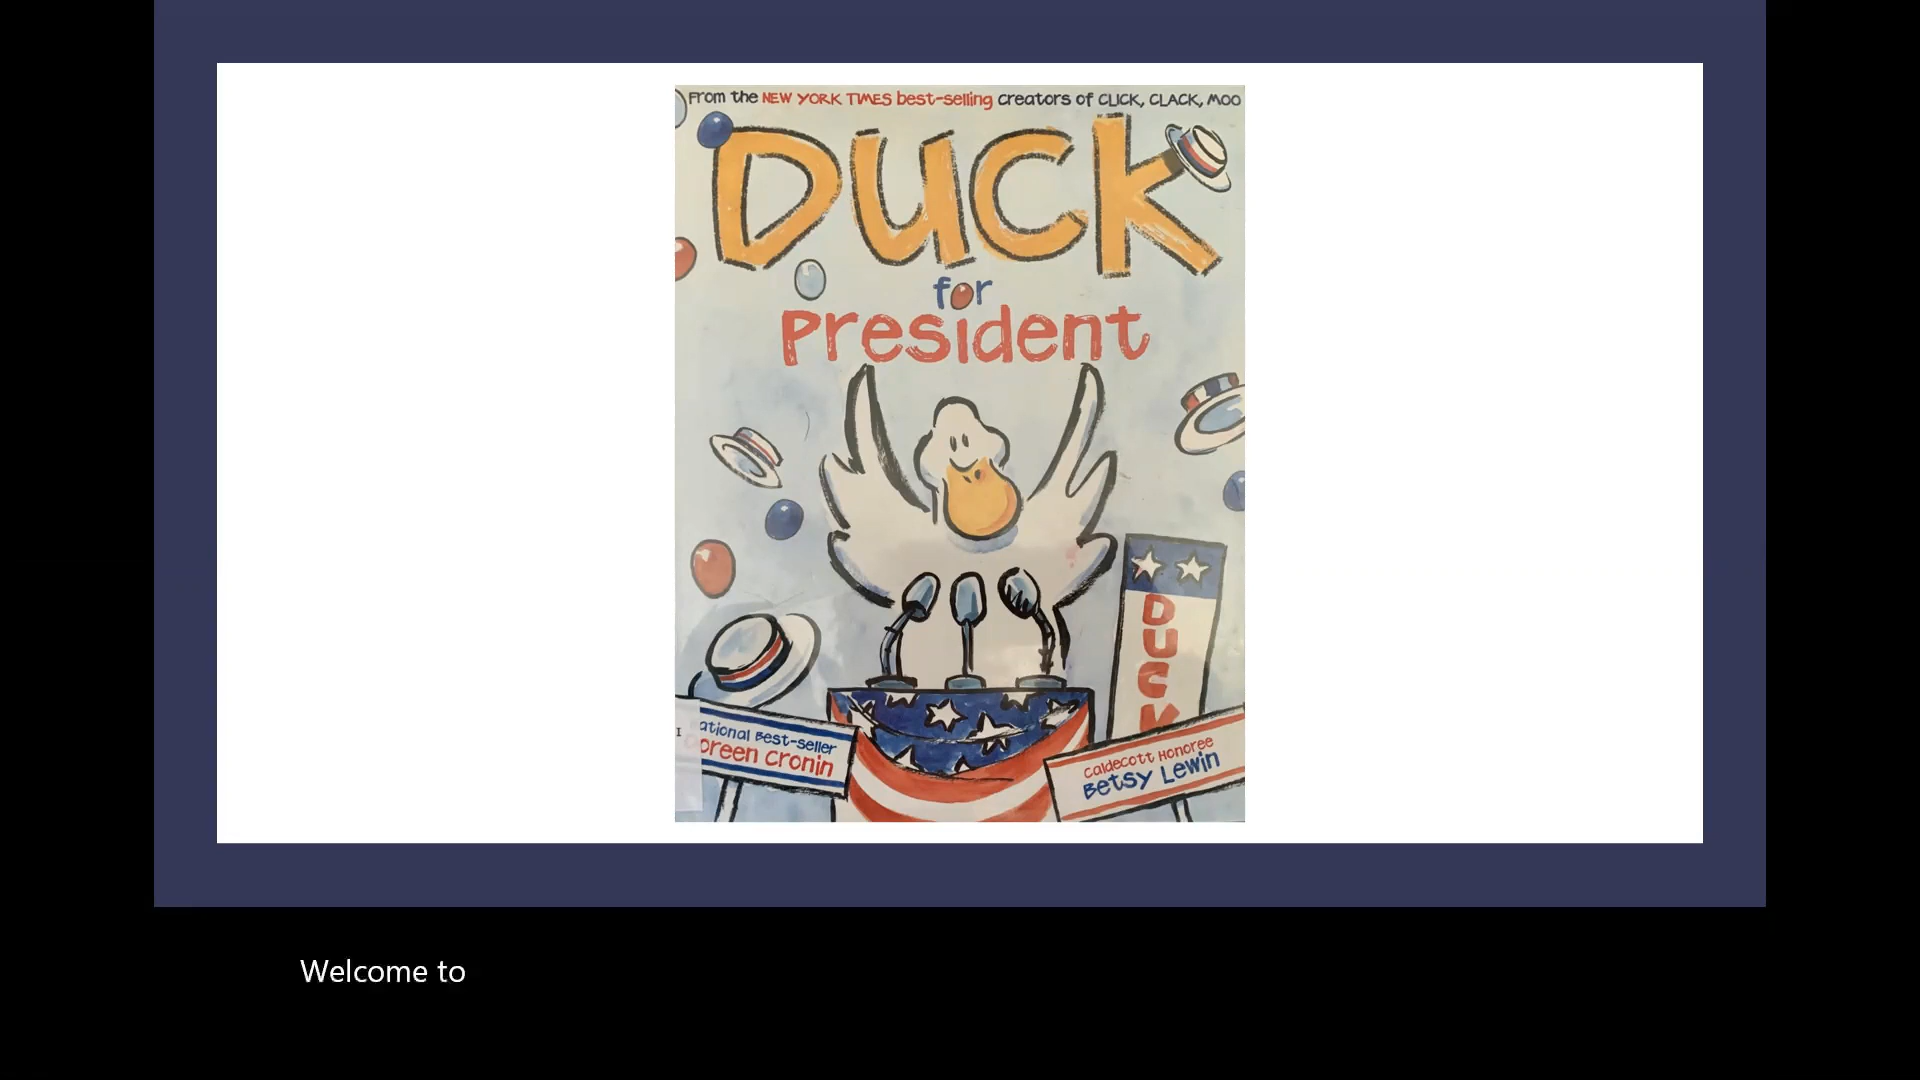 From the NEW YORK TIMES best-selling creators of CLICK, CLACK, MOO
DUCK
for
President
DUCK
ational Best-seller
oreen Cronin
Caldecott Honoree
Betsy Lewin
Welcome to